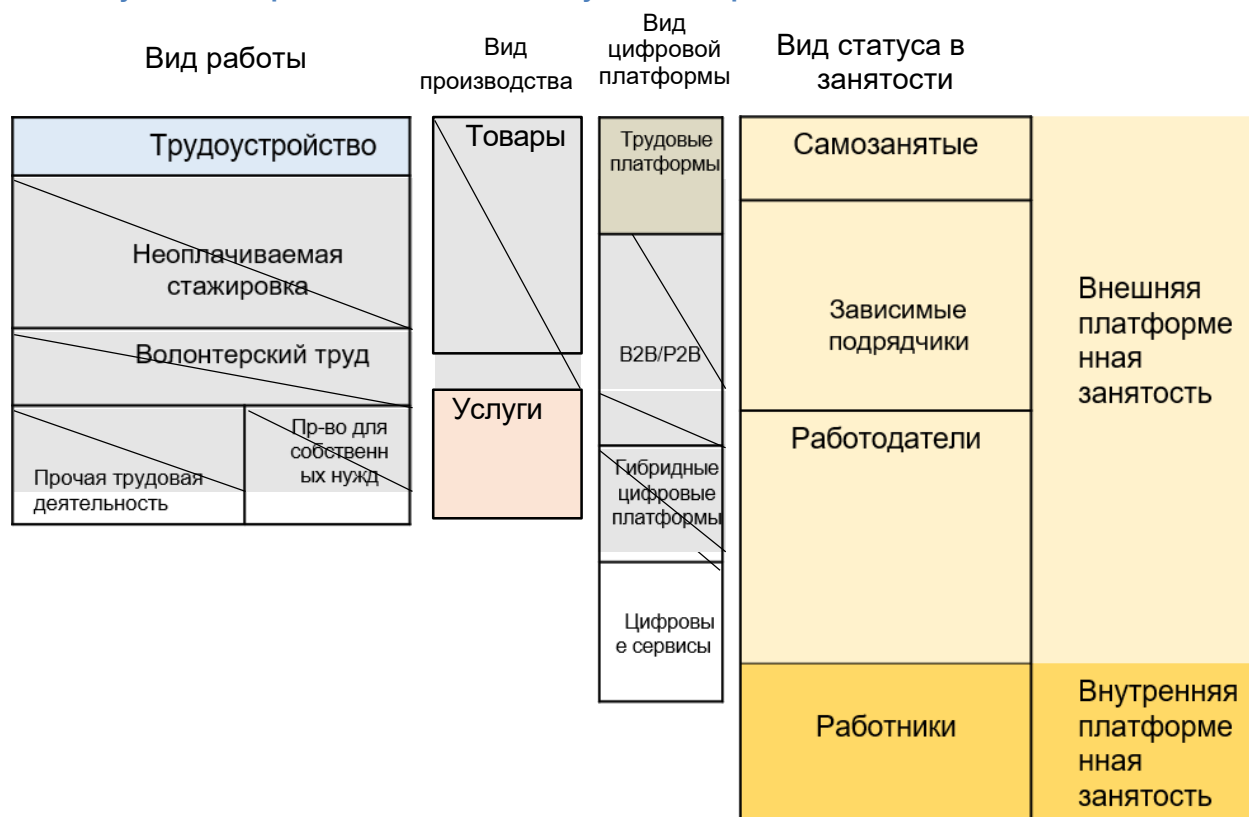 Вид работы
Вид
производства
Вид
цифровой
платформы
Вид статуса в
занятости
Трудоустройство
Неоплачиваемая
стажировка
Волонтерский труд
Прочая трудовая
деятельность
Пр-во для
собственн
ых нужд
Товары
Услуги
Трудовые
платформы
B2B/P2B
Гибридные
цифровые
платформы
Цифровы
е сервисы
Самозанятые
Зависимые
подрядчики
Работодатели
Работники
Внешняя
платформе
нная
занятость
Внутренняя
платформе
нная
занятость